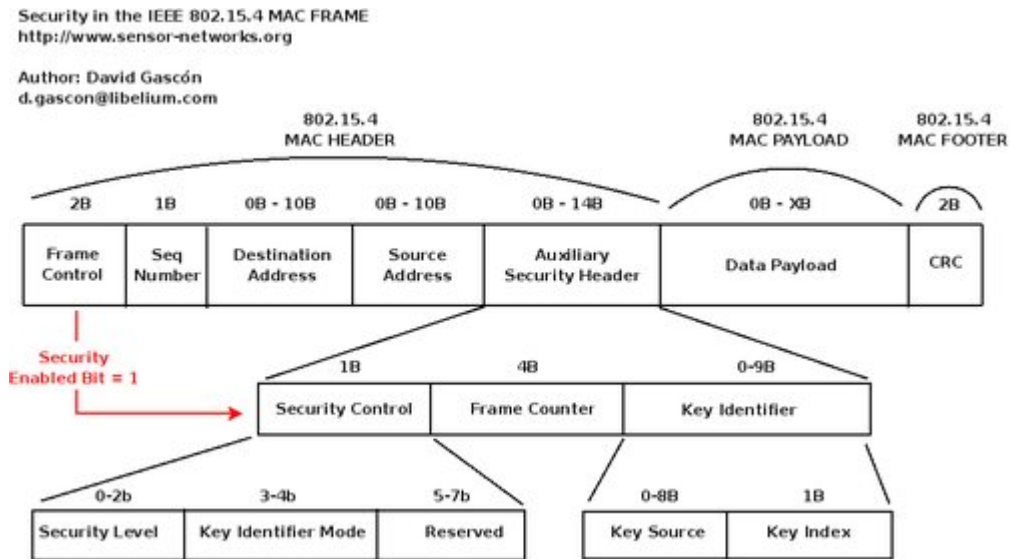 Security in the IEEE 802.15.4 MAC FRAME
http://www.sensor-networks.org
Author: David Gascón
d.gascon@libelium.com
802.15.4
MAC HEADER
802.15.4
MAC PAYLOAD
802.15.4
MAC FOOTER
2B 1B 0B - 10B 0B - 10B 0B - 14B 0B - XB 2B
Frame
Control
Seq
Number
Destination
Address
Source
Address
Auxiliary
Security Header
Data Payload
CRC
Security
Enabled Bit = 1
1B 4B 0-9B
Security Control Frame Counter Key Identifier
0-2b 3-4b 5-7b 0-8B 1B
Security Level Key Identifier Mode Reserved Key Source Key Index